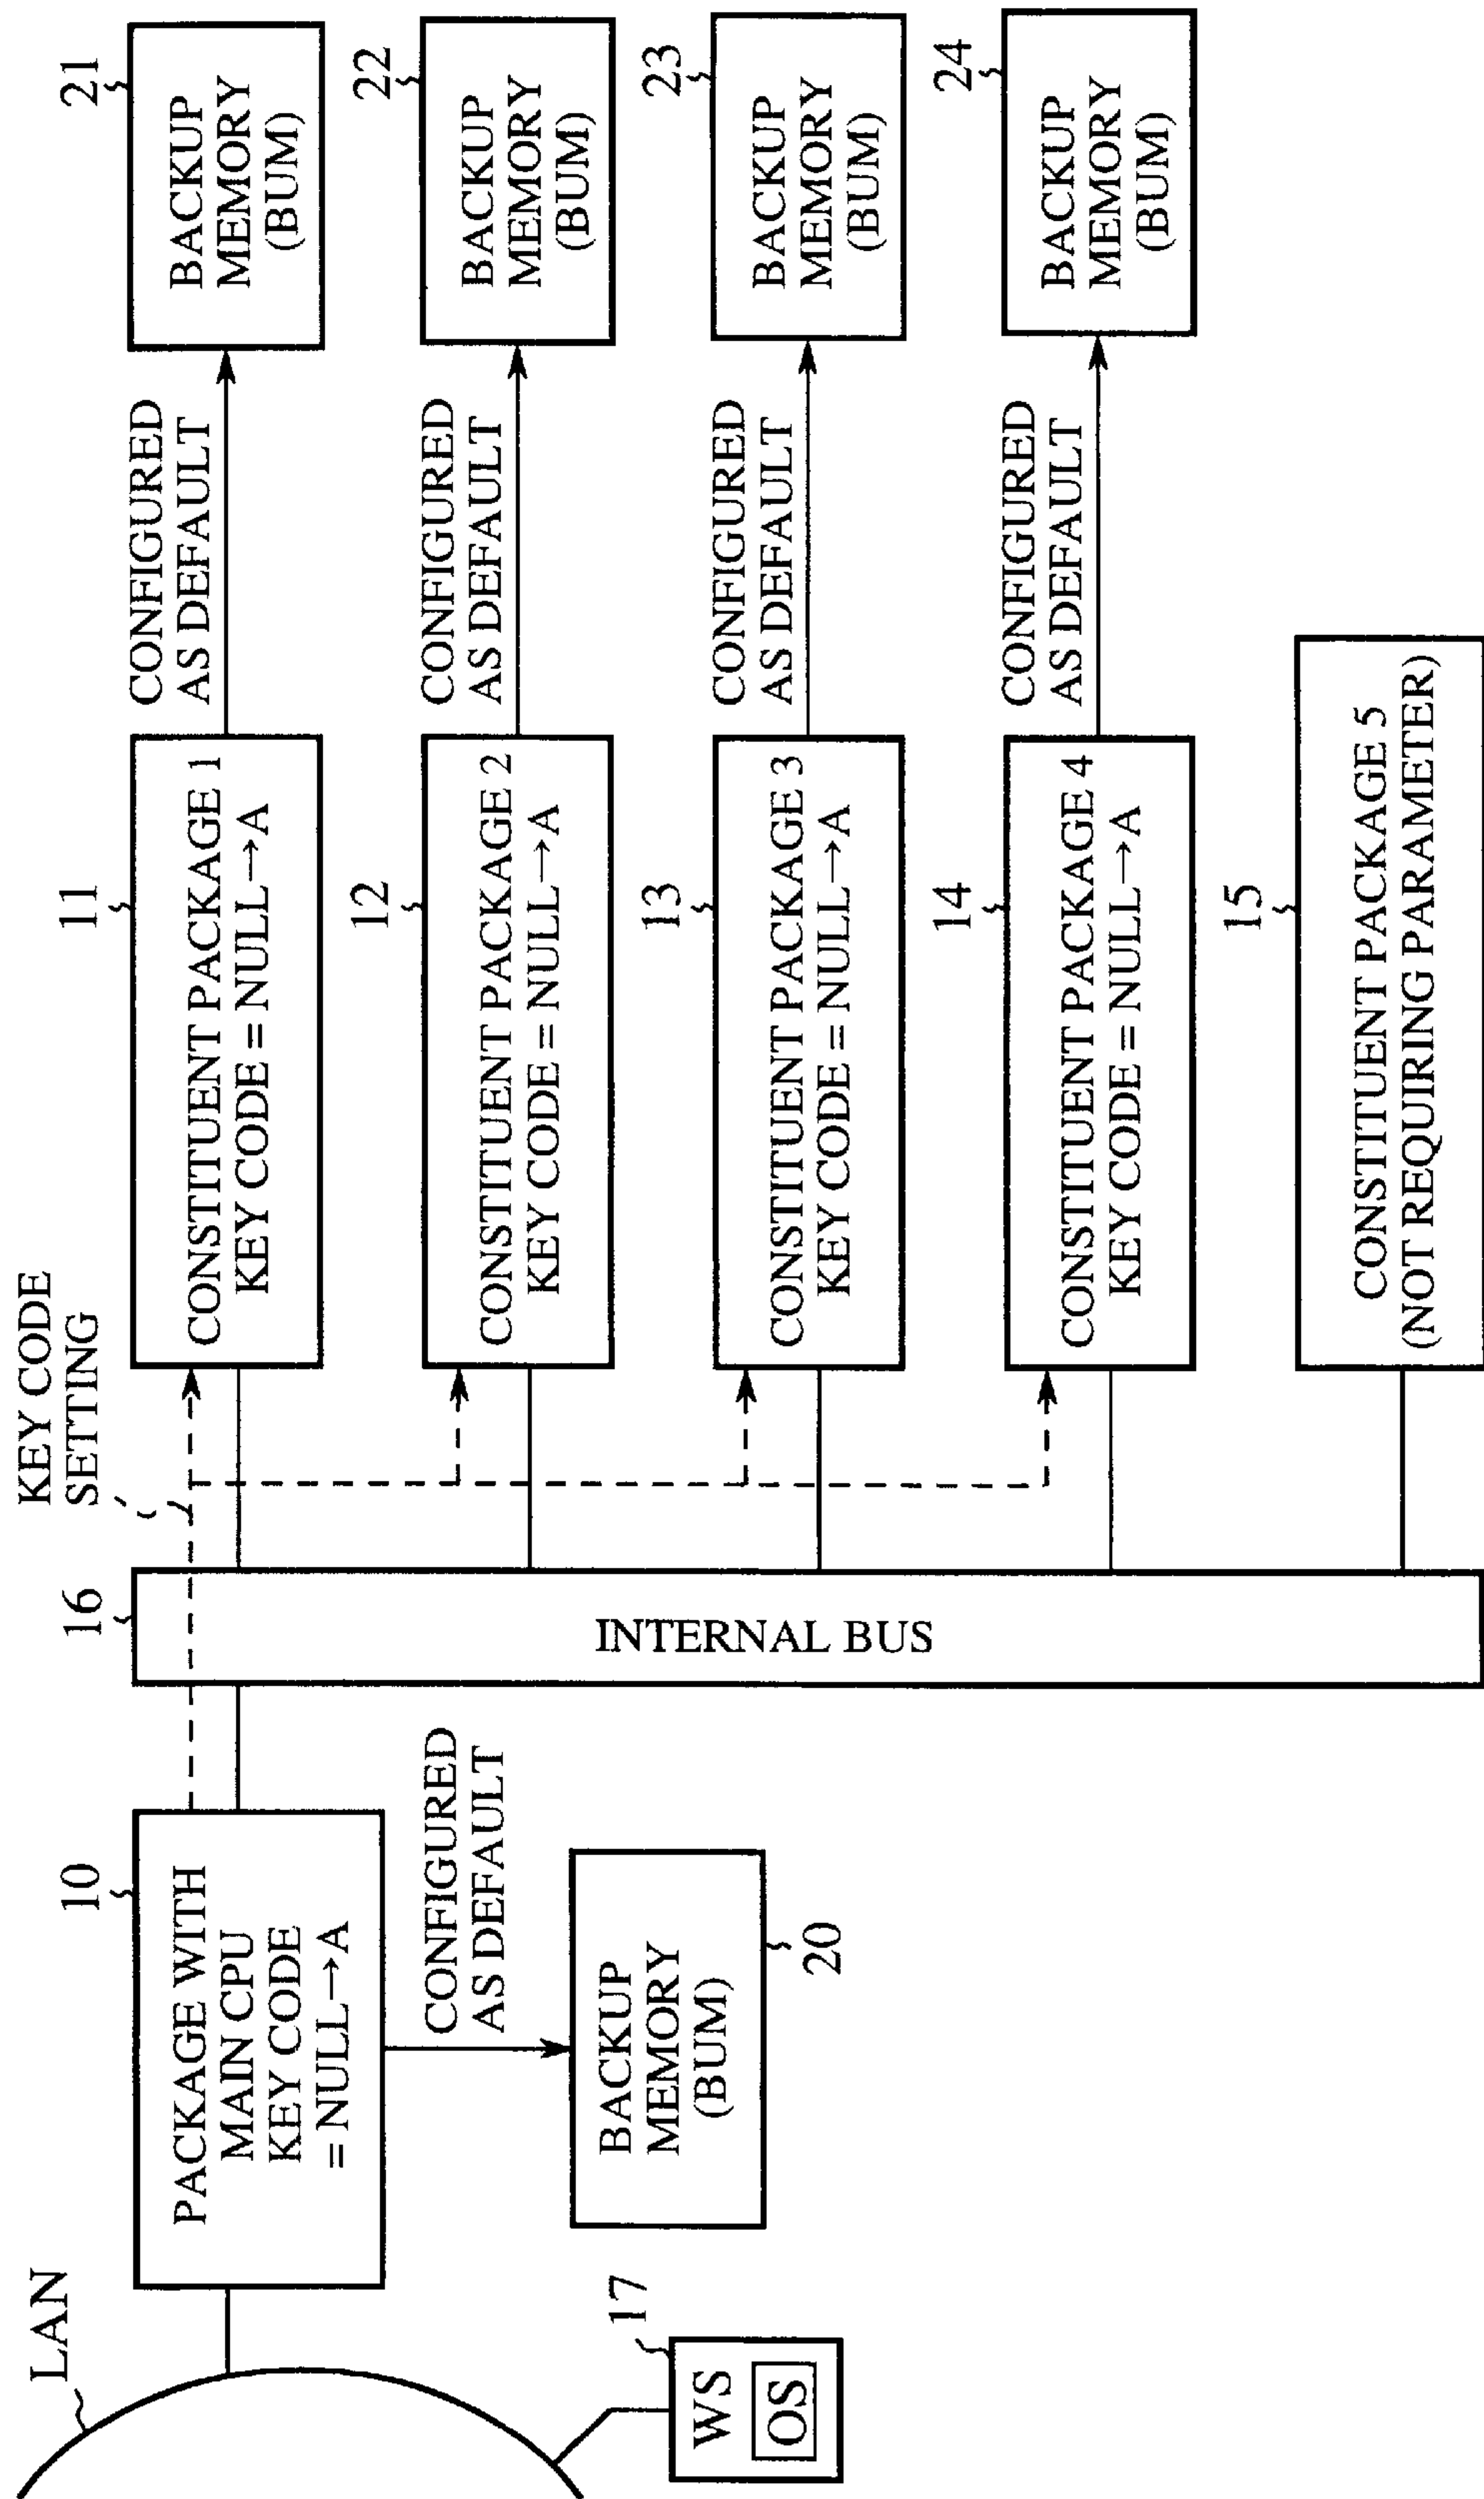 LAN
10
PACKAGE WITH
MAIN CPU
KEY CODE
= NULL→A
CONFIGURED
AS DEFAULT
BACKUP
MEMORY
(BUM)
20
17
WS
OS
16
INTERNAL BUS
KEY CODE
SETTING
11
CONSTITUENT PACKAGE 1
KEY CODE = NULL→A
CONFIGURED
AS DEFAULT
21
BACKUP
MEMORY
(BUM)
12
CONSTITUENT PACKAGE 2
KEY CODE = NULL→A
CONFIGURED
AS DEFAULT
22
BACKUP
MEMORY
(BUM)
13
CONSTITUENT PACKAGE 3
KEY CODE = NULL→A
CONFIGURED
AS DEFAULT
23
BACKUP
MEMORY
(BUM)
14
CONSTITUENT PACKAGE 4
KEY CODE = NULL→A
CONFIGURED
AS DEFAULT
24
BACKUP
MEMORY
(BUM)
15
CONSTITUENT PACKAGE 5
(NOT REQUIRING PARAMETER)